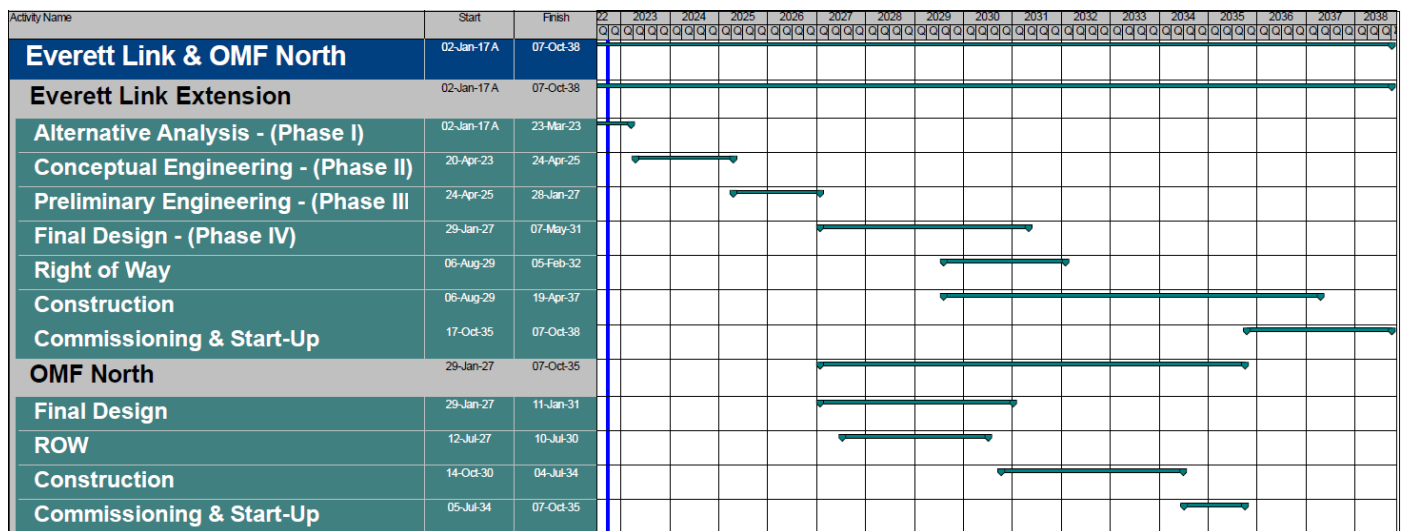 Activity Name Start Finish 22 2023 2024 2025 2026 2027 2028 2029 2030 2031 2032 2033 2034 2035 2036 2037 2038
Q Q Q Q Q Q Q Q Q Q Q Q Q Q Q Q Q Q Q Q Q Q Q Q Q Q Q Q Q Q Q Q Q Q Q Q Q Q Q Q Q Q Q Q Q Q Q Q Q Q Q Q Q Q Q Q Q Q Q Q Q Q Q Q Q
Everett Link & OMF North 02-Jan-17 A 07-Oct-38
Everett Link Extension 02-Jan-17 A 07-Oct-38
Alternative Analysis - (Phase I) 02-Jan-17 A 23-Mar-23
Conceptual Engineering - (Phase II) 20-Apr-23 24-Apr-25
Preliminary Engineering - (Phase III 24-Apr-25 28-Jan-27
Final Design - (Phase IV) 29-Jan-27 07-May-31
Right of Way 06-Aug-29 05-Feb-32
Construction 06-Aug-29 19-Apr-37
Commissioning & Start-Up 17-Oct-35 07-Oct-38
OMF North 29-Jan-27 07-Oct-35
Final Design 29-Jan-27 11-Jan-31
ROW 12-Jul-27 10-Jul-30
Construction 14-Oct-30 04-Jul-34
Commissioning & Start-Up 05-Jul-34 07-Oct-35